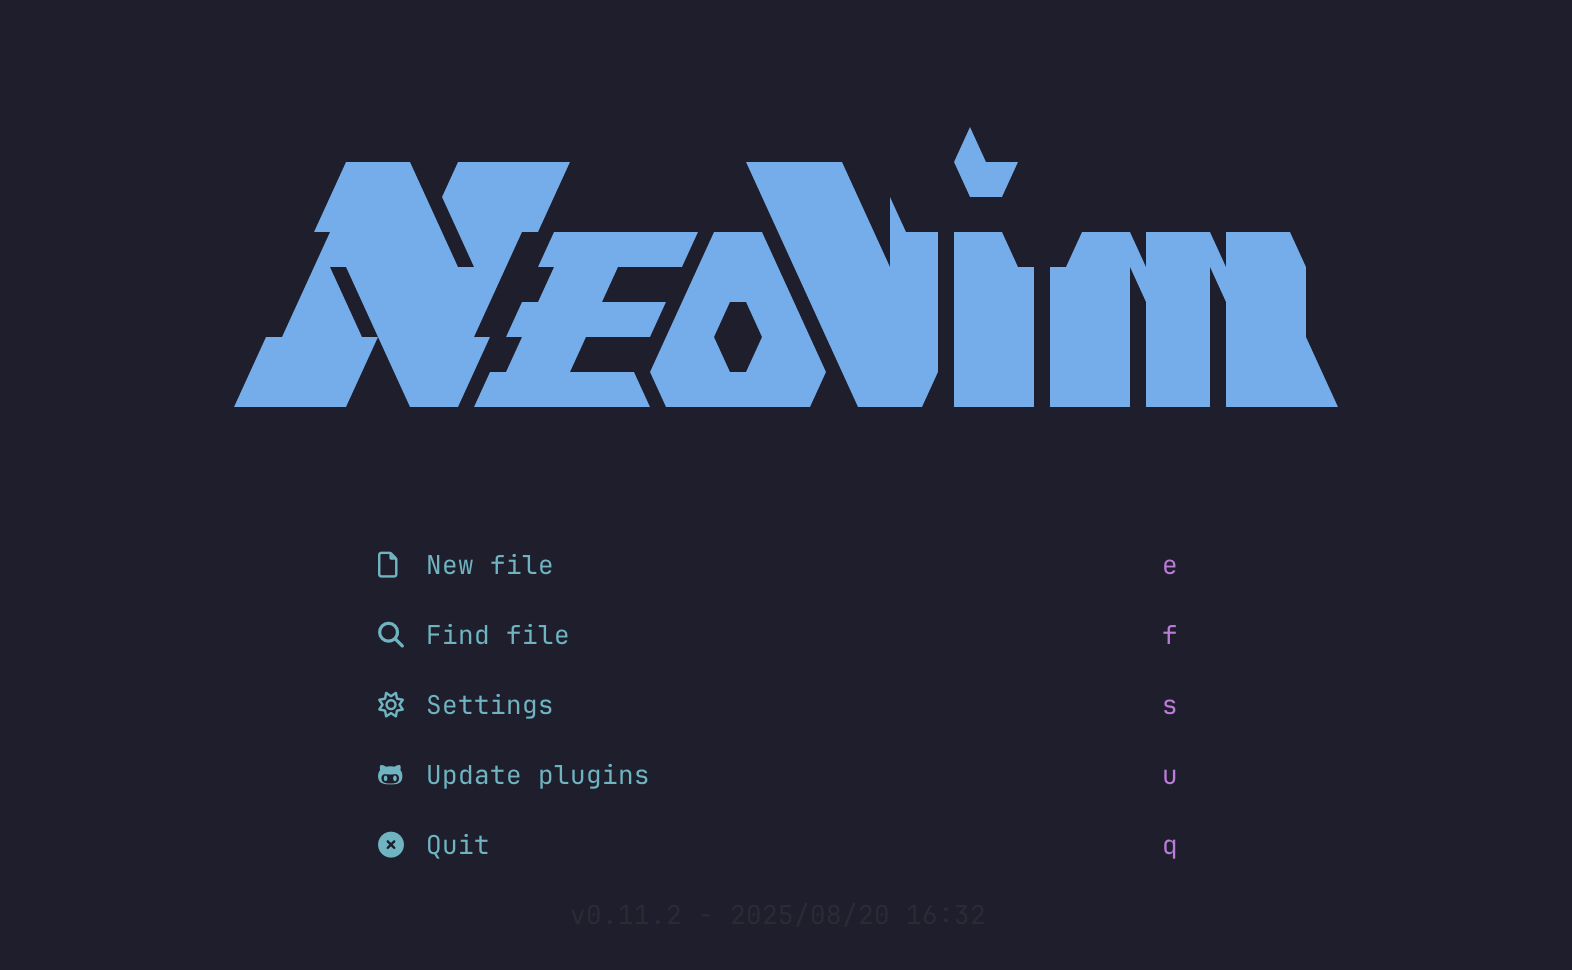 Neovim
New file e
Find file f
Settings s
Update plugins u
Quit q
v0.11.2 - 2025/08/20 16:32